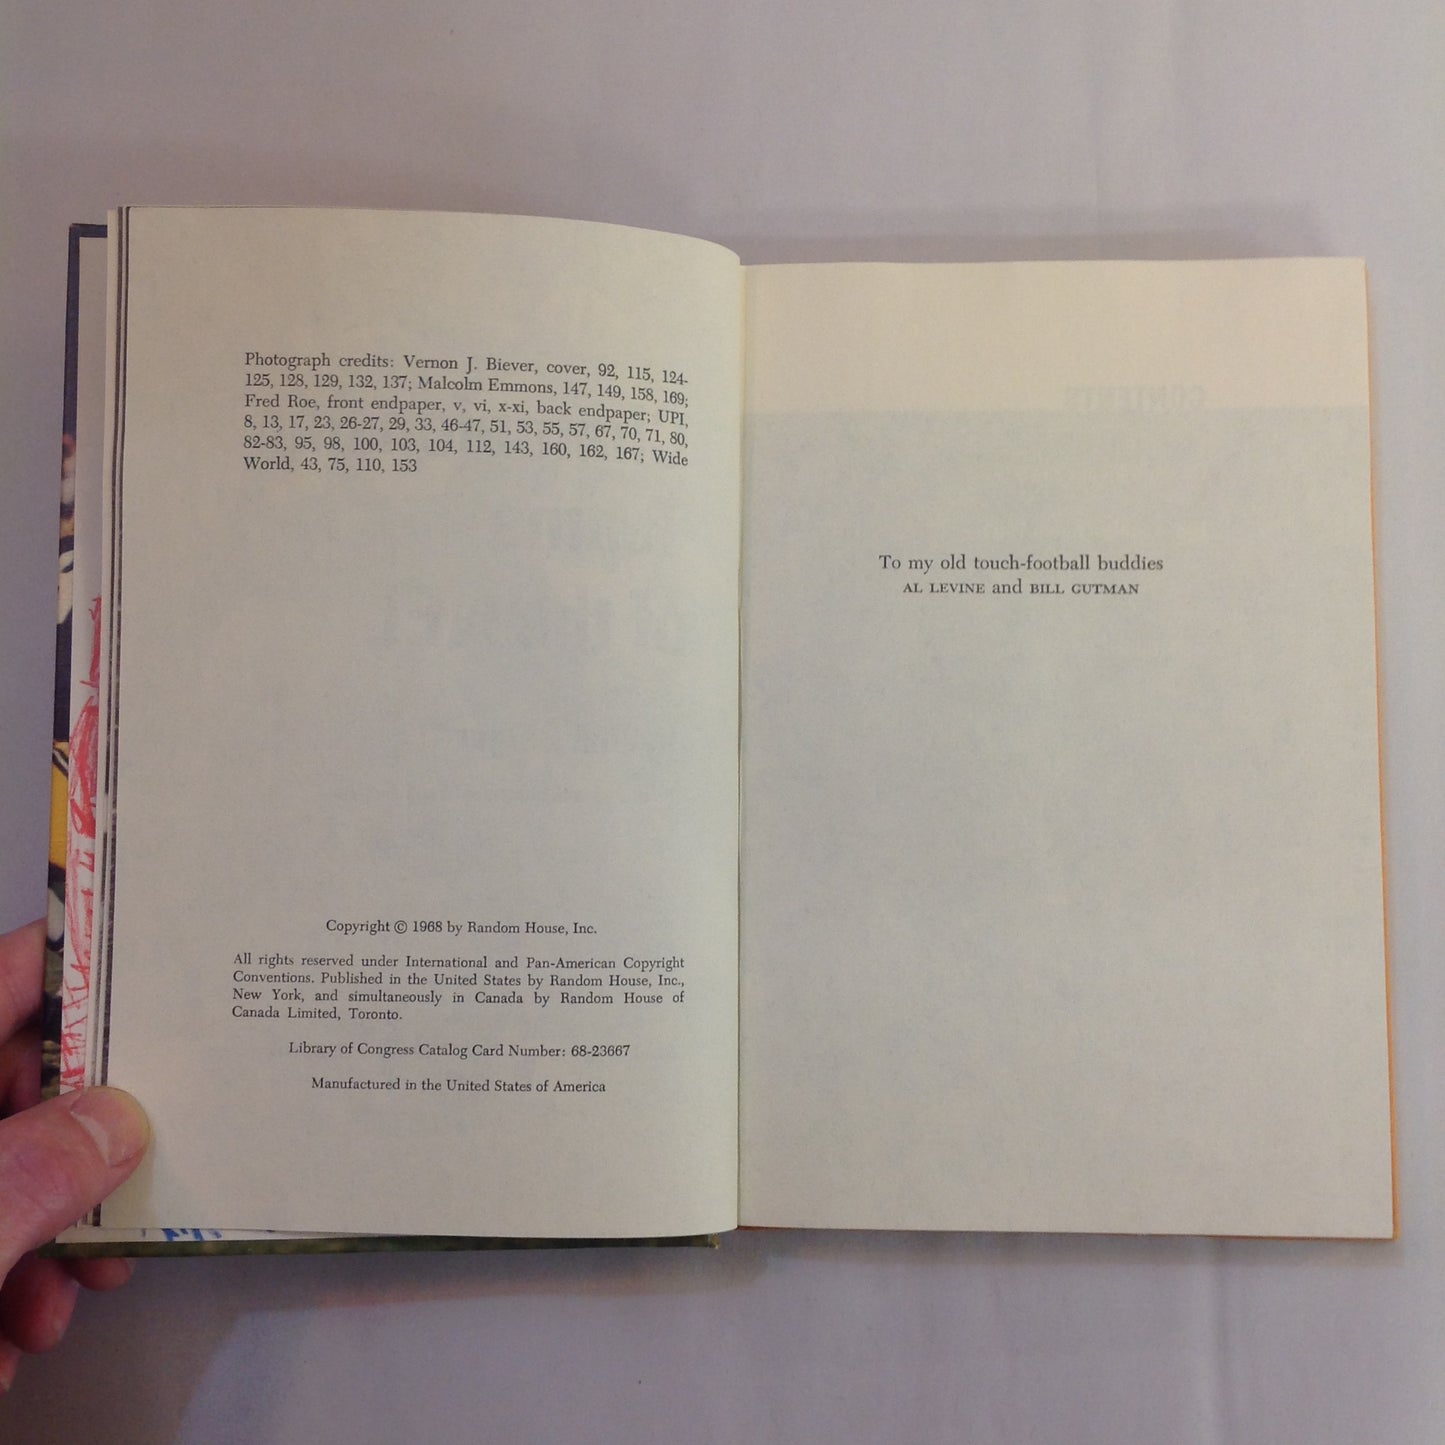 Photograph credits: Vernon J. Biever, cover, 92, 115, 124-
125, 128, 129, 132, 137; Malcolm Emmons, 147, 149, 158, 169;
Fred Roe, front endpaper, v, vi, x-xi, back endpaper; UPI,
8, 13, 17, 23, 26-27, 29, 33, 46-47, 51, 53, 55, 57, 67, 70, 71, 80,
82-83, 95, 98, 100, 103, 104, 112, 143, 160, 162, 167; Wide
World, 43, 75, 110, 153
Copyright © 1968 by Random House, Inc.
All rights reserved under International and Pan-American Copyright
Conventions. Published in the United States by Random House, Inc.,
New York, and simultaneously in Canada by Random House of
Canada Limited, Toronto.
Library of Congress Catalog Card Number: 68-23667
Manufactured in the United States of America
To my old touch-football buddies
AL LEVINE and BILL GUTMAN